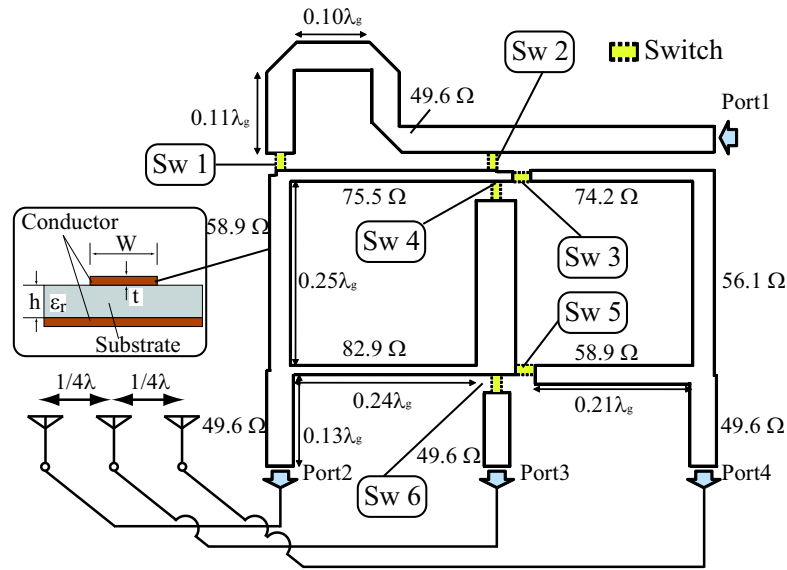 0.10λg
Sw 2
Switch
Port1
49.6 Ω
0.11λg
Sw 1
75.5 Ω
74.2 Ω
Sw 4
Sw 3
58.9 Ω
Conductor
W
t
h
εr
Substrate
0.25λg
56.1 Ω
Sw 5
82.9 Ω
58.9 Ω
1/4λ
1/4λ
0.24λg
0.21λg
49.6 Ω
0.13λg
49.6 Ω
49.6 Ω
Sw 6
Port2
Port3
Port4